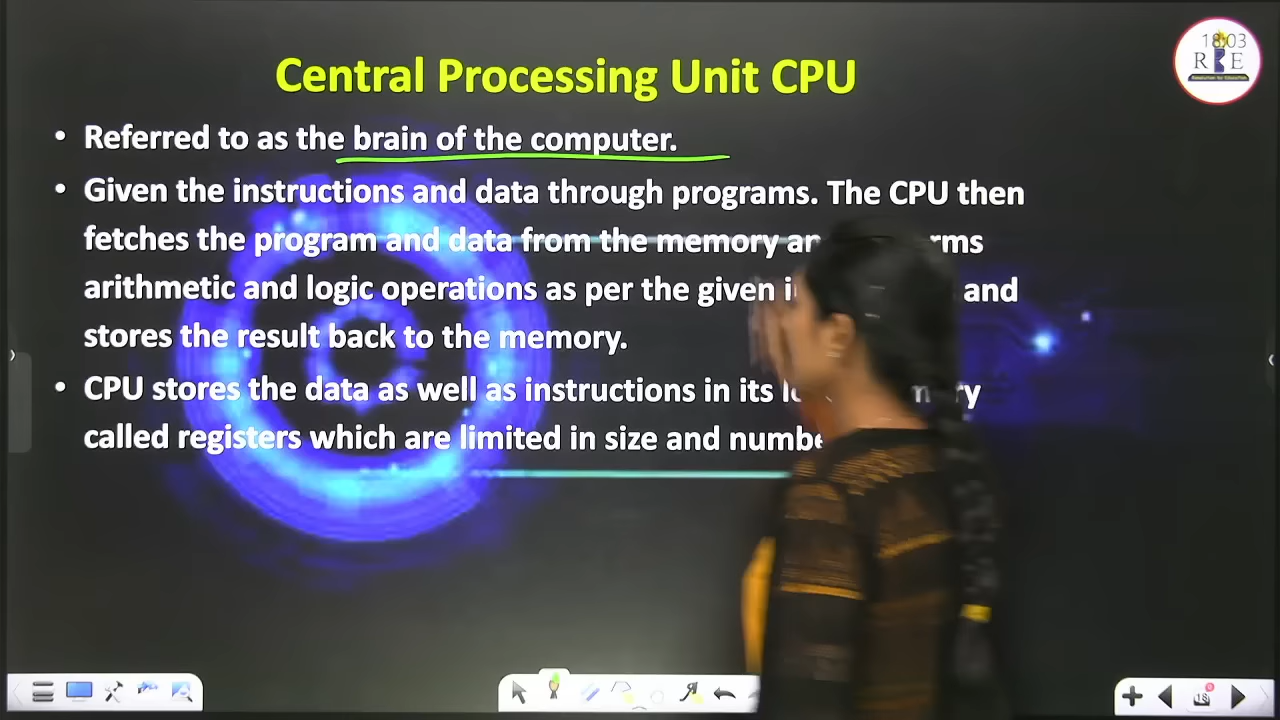 Central Processing Unit CPU
18:03
R E
• Referred to as the brain of the computer.
• Given the instructions and data through programs. The CPU then
fetches the program and data from the memory
arithmetic and logic operations as per the given and
stores the result back to the memory.
• CPU stores the data as well as instructions in its
called registers which are limited in size and